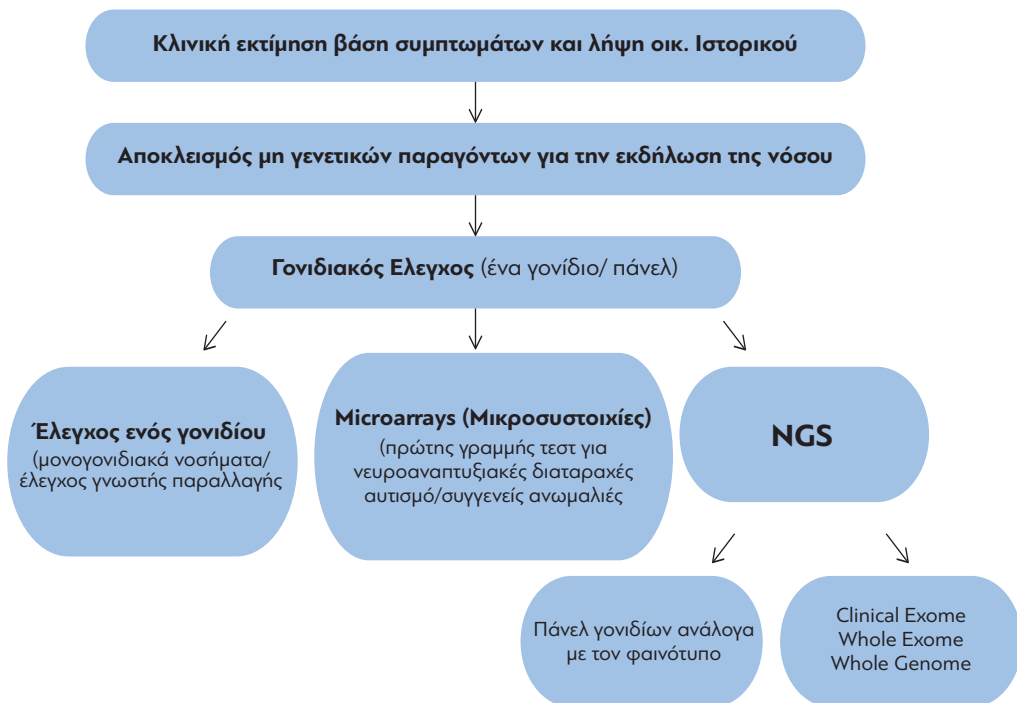 Κλινική εκτίμηση βάση συμπτωμάτων και λήψη οικ. Ιστορικού
Αποκλεισμός μη γενετικών παραγόντων για την εκδήλωση της νόσου
Γονιδιακός Ελεγχος (ένα γονίδιο/ πάνελ)
Έλεγχος ενός γονιδίου
(μονογονιδιακά νοσήματα/
έλεγχος γνωστής παραλλαγής
Microarrays (Μικροσυστοιχίες)
(πρώτης γραμμής τεστ για
νευροαναπτυξιακές διαταραχές
αυτισμό/συγγενείς ανωμαλιές
NGS
Πάνελ γονιδίων ανάλογα
με τον φαινότυπο
Clinical Exome
Whole Exome
Whole Genome